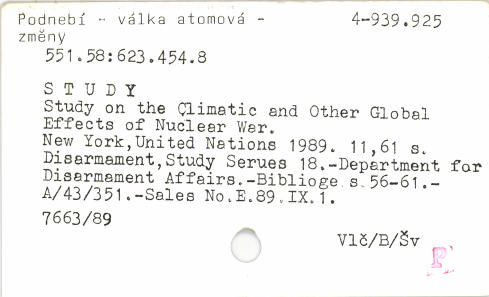 Podnebí - válka atomová - 4-939.925
změny
551.58:623.454.8
S T U D Y
Study on the Climatic and Other Global
Effects of Nuclear War.
New York,United Nations 1989. 11,61 s.
Disarmament,Study Serues 18.-Department for
Disarmament Affairs.-Biblioge.s.56-61.-
A/43/351.-Sales No.E.89.IX.1.
7663/89
Vlč/B/Šv
F